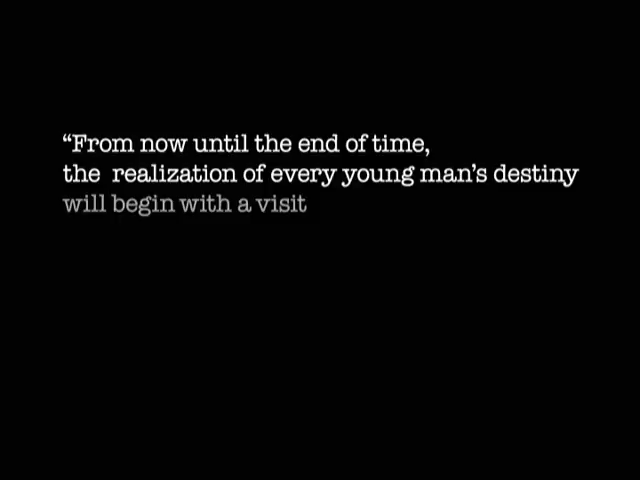 “From now until the end of time,
the realization of every young man’s destiny
will begin with a visit